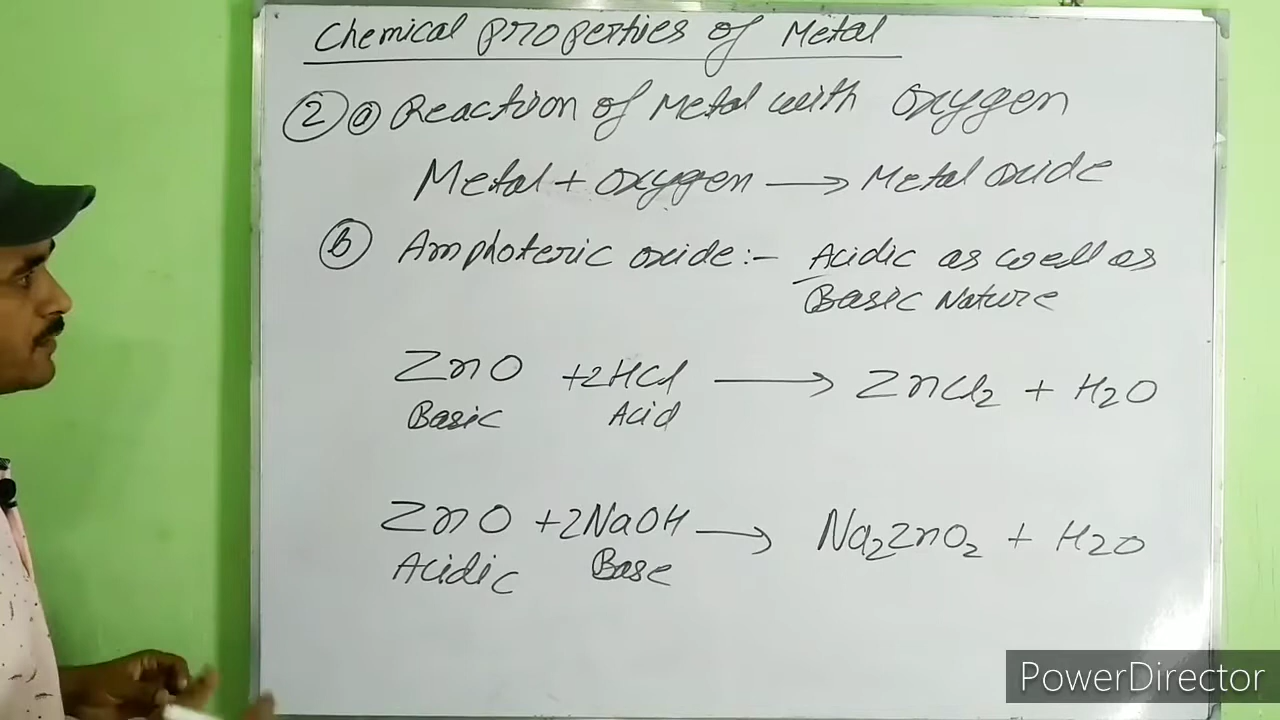 Chemical Properties of Metal
2 a Reaction of Metal with Oxygen
Metal + Oxygen → Metal oxide
b Amphoteric oxide:- Acidic as well as
Basic Nature
ZnO + 2HCl → ZnCl2 + H2O
Basic Acid
ZnO + 2NaOH → Na2ZnO2 + H2O
Acidic Base
PowerDirector